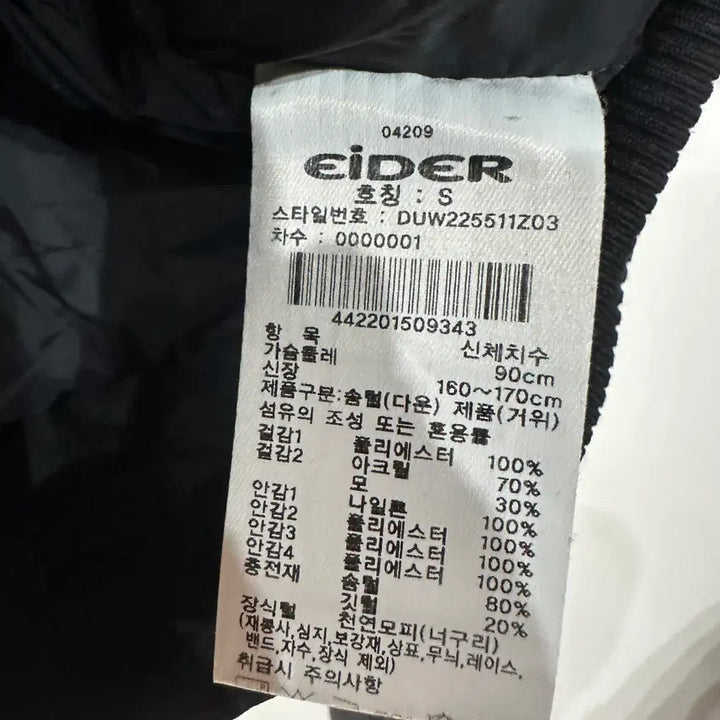 04209
EiDER
호칭 : S
스타일번호 : DUW225511Z03
차수 : 0000001
442201509343
항 목 신체치수
가슴둘레 90cm
신장 160~170cm
제품구분:솜털(다운) 제품(거위)
섬유의 조성 또는 혼용률
겉감1 폴리에스터 100%
겉감2 아크릴 70%
모 30%
안감1 나일론 100%
안감2 폴리에스터 100%
안감3 폴리에스터 100%
안감4 폴리에스터 100%
충전재 솜털 80%
깃털 20%
장식털 천연모피(너구리)
(재봉사,심지,보강재,상표,무늬,레이스,
밴드,자수,장식 제외)
취급시 주의사항